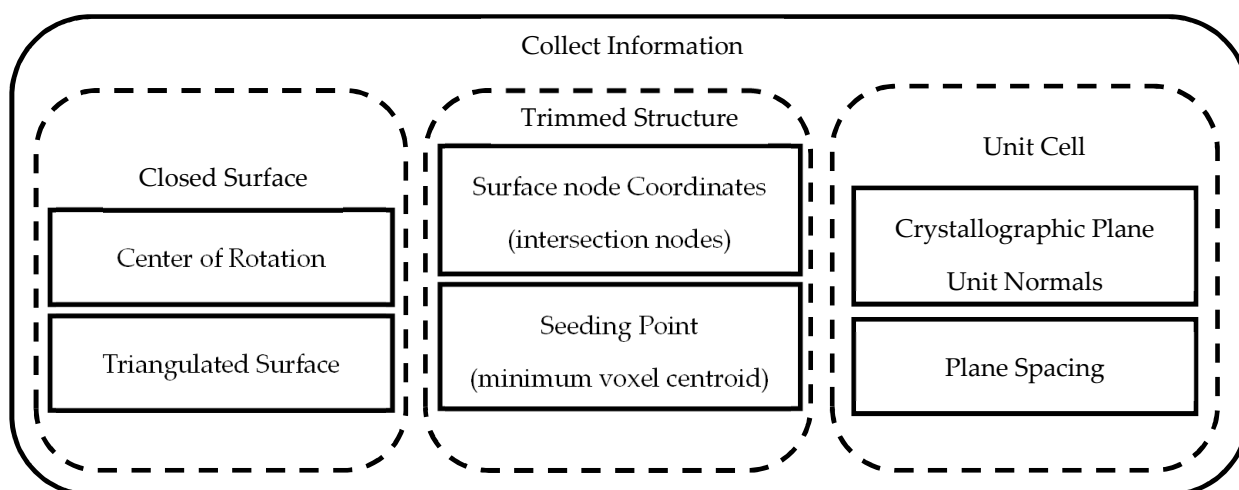 Collect Information
Closed Surface
Center of Rotation
Triangulated Surface
Trimmed Structure
Surface node Coordinates
(intersection nodes)
Seeding Point
(minimum voxel centroid)
Unit Cell
Crystallographic Plane
Unit Normals
Plane Spacing